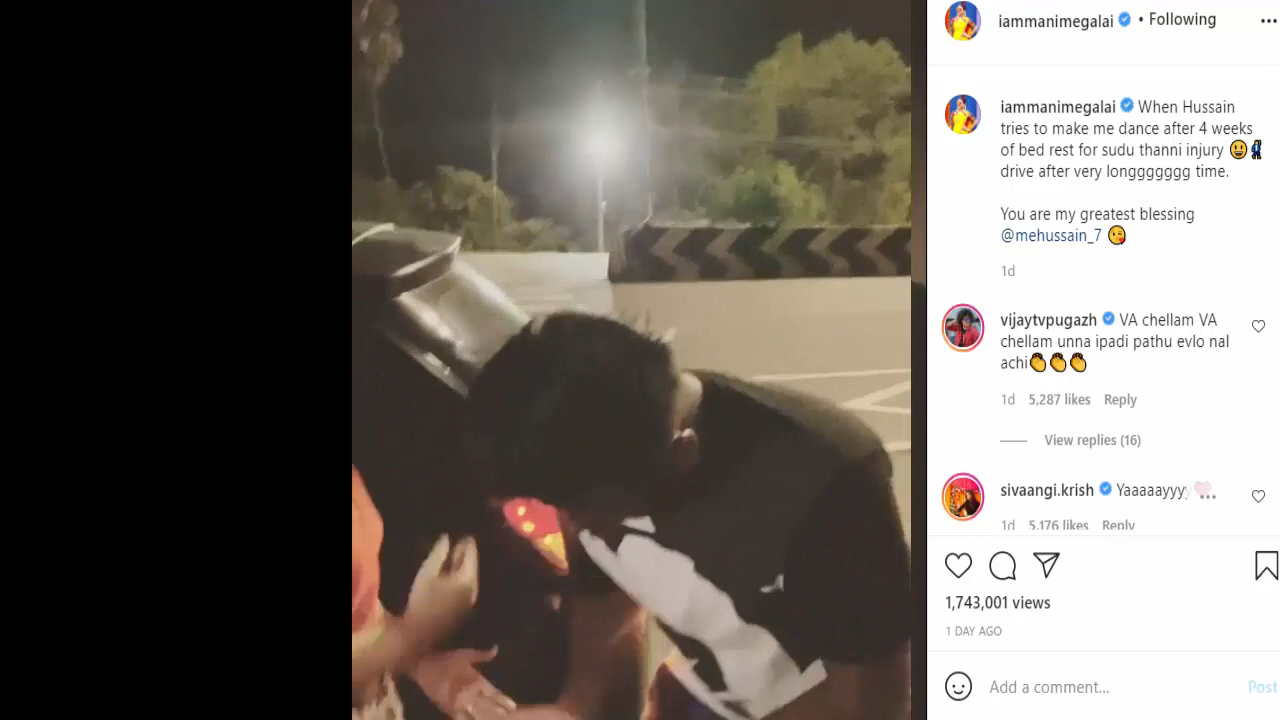 iammanimegalai • Following
iammanimegalai When Hussain
tries to make me dance after 4 weeks
of bed rest for sudu thanni injury 😀🕺
drive after very longggggggg time.
You are my greatest blessing
@mehussain_7 😘
1d
vijaytvpugazh VA chellam VA
chellam unna ipadi pathu evlo nal
achi👏👏👏
1d 5,287 likes Reply
View replies (16)
sivaangi.krish Yaaaaayyyy
1d 5,176 likes Reply
1,743,001 views
1 DAY AGO
Add a comment... Post